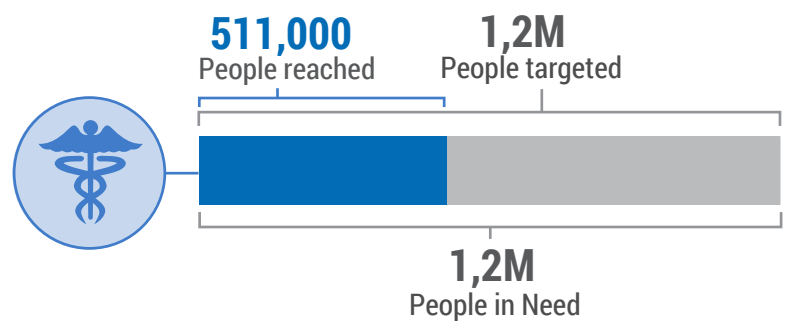 511,000
People reached
1,2M
People targeted
1,2M
People in Need